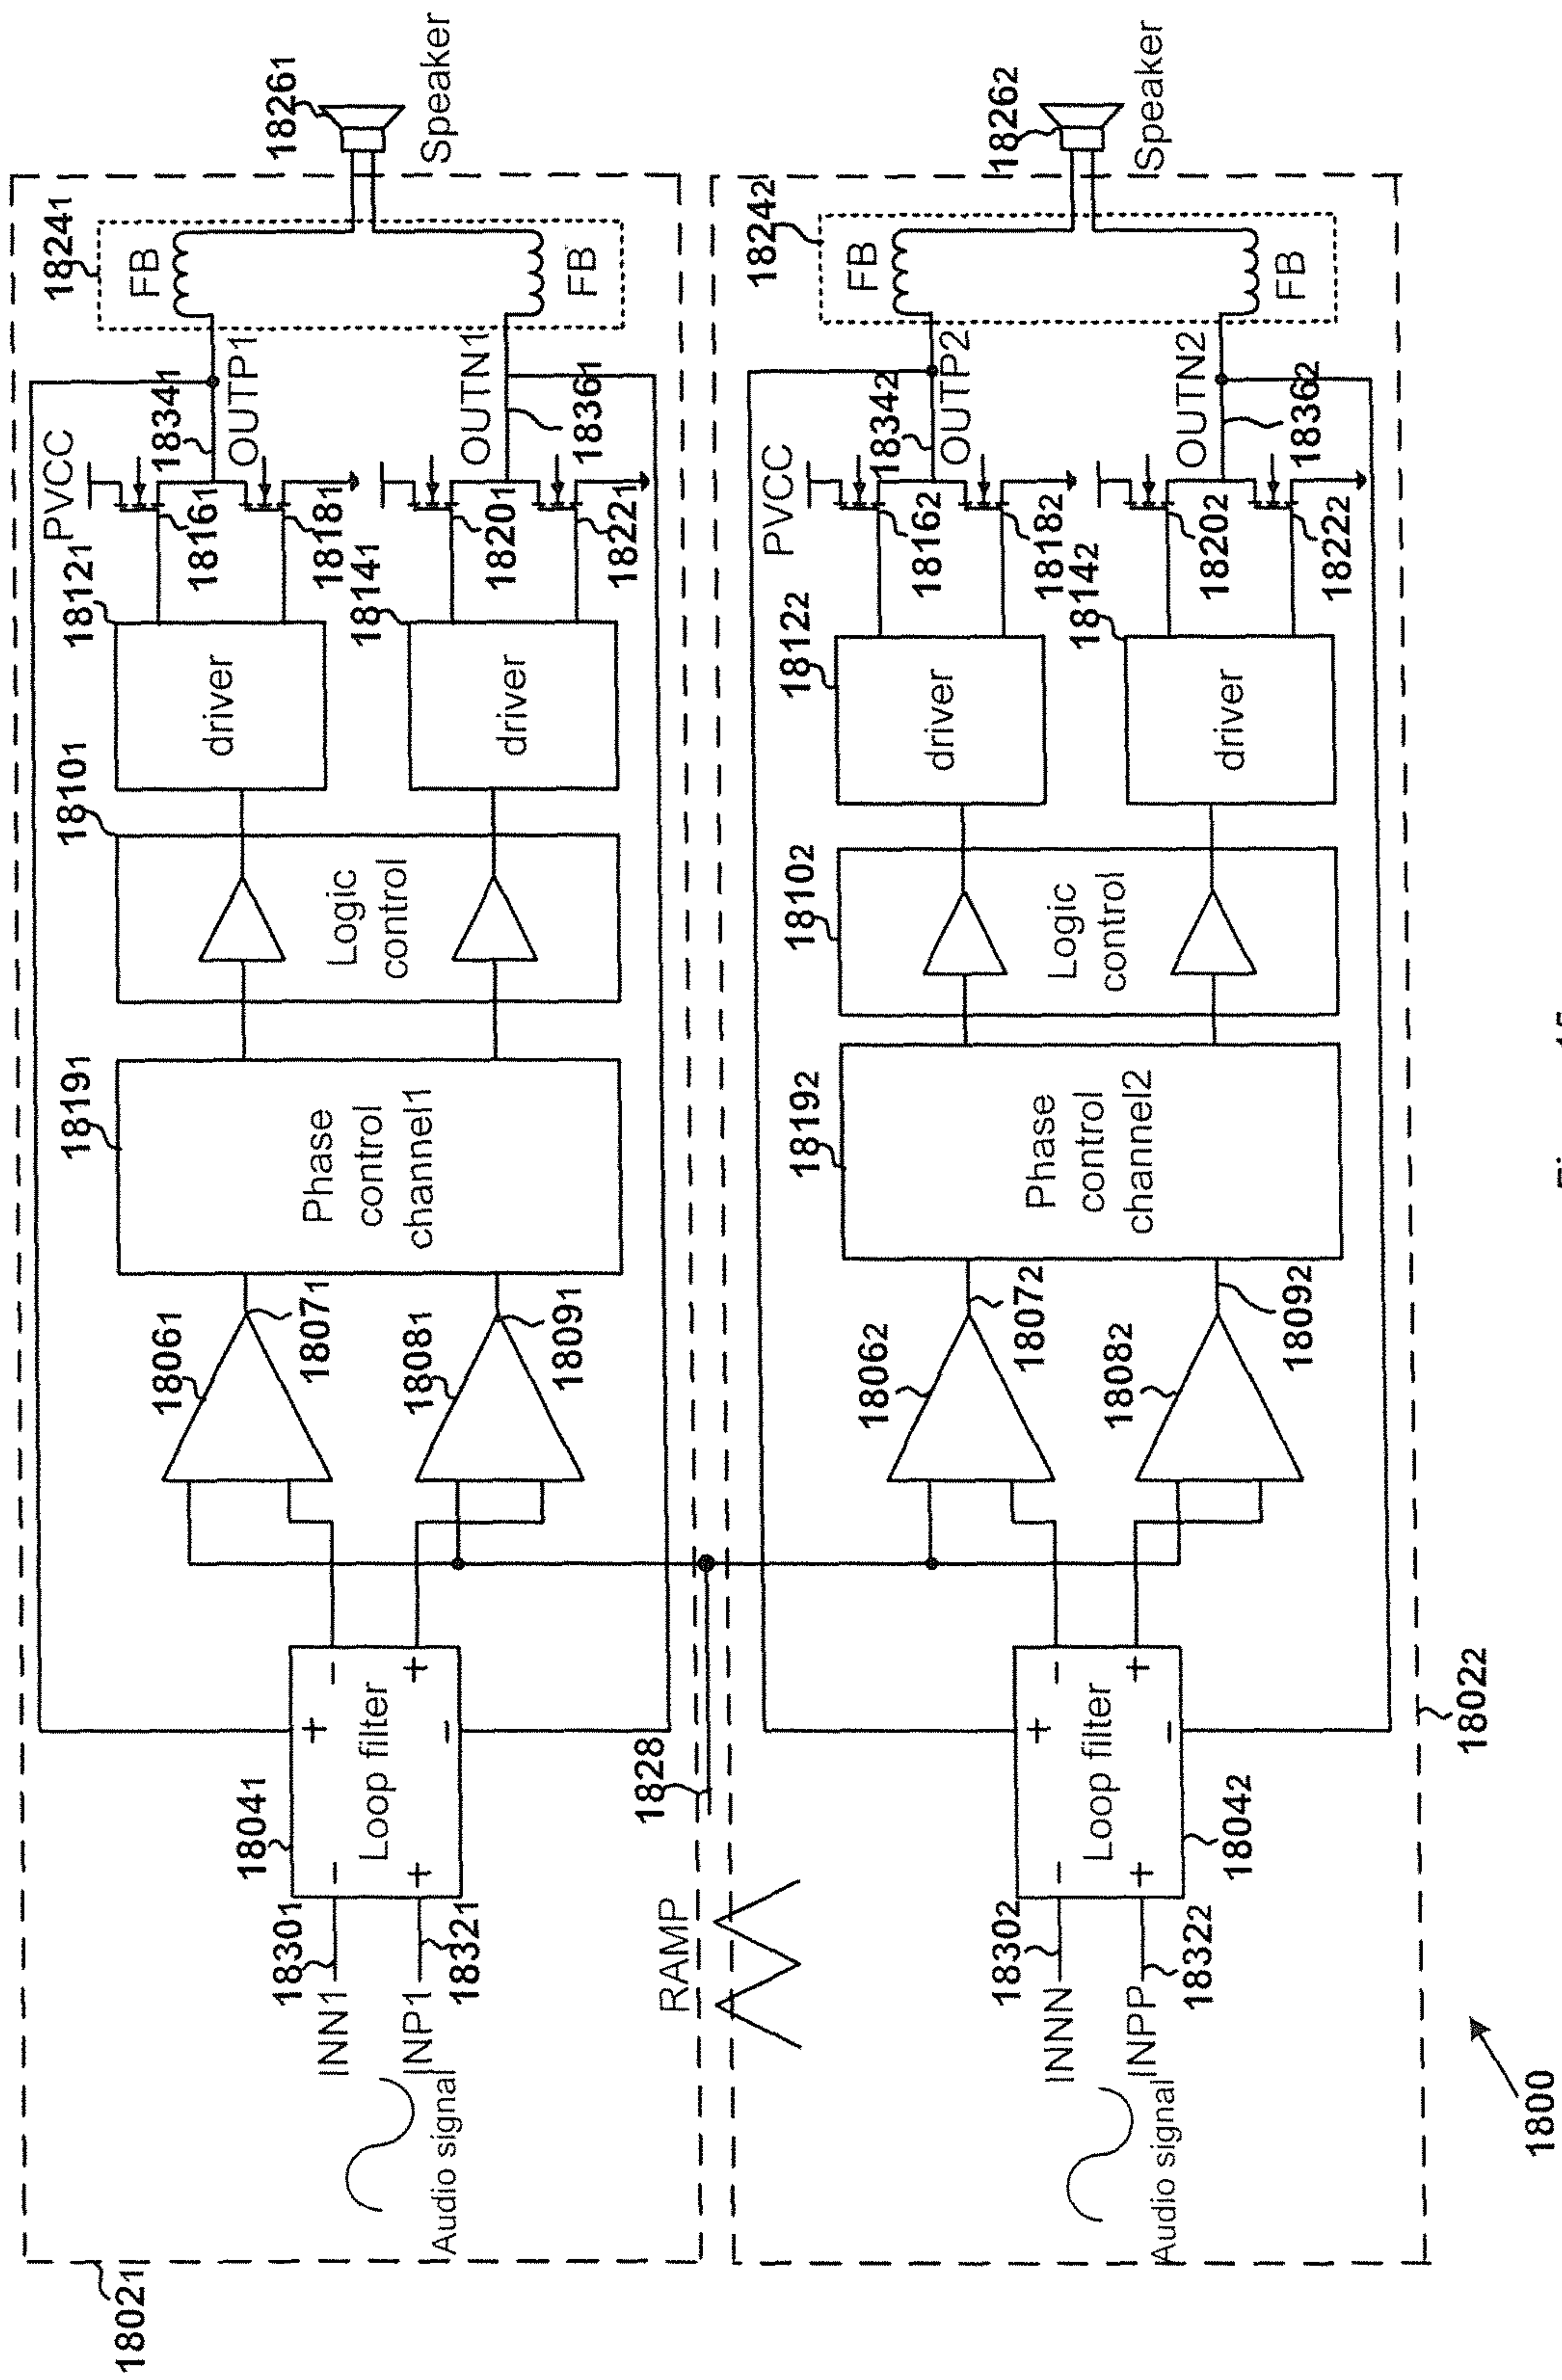 1802₁
Audio signal
INN1
INP1
1830₁
1832₁
1804₁
Loop filter
−
+
+
−
−
+
1806₁
1807₁
1808₁
1809₁
1819₁
Phase
control
channel1
1810₁
Logic
control
1812₁
driver
1814₁
driver
PVCC
1816₁
1818₁
1820₁
1822₁
1834₁
OUTP1
OUTN1
1836₁
1824₁
FB
FB
1826₁
Speaker
RAMP
1828
Audio signal
INNN
INPP
1830₂
1832₂
1804₂
Loop filter
−
+
+
−
−
+
1802₂
1806₂
1807₂
1808₂
1809₂
1819₂
Phase
control
channel2
1810₂
Logic
control
1812₂
driver
1814₂
driver
PVCC
1816₂
1818₂
1820₂
1822₂
1834₂
OUTP2
OUTN2
1836₂
1824₂
FB
FB
1826₂
Speaker
1800